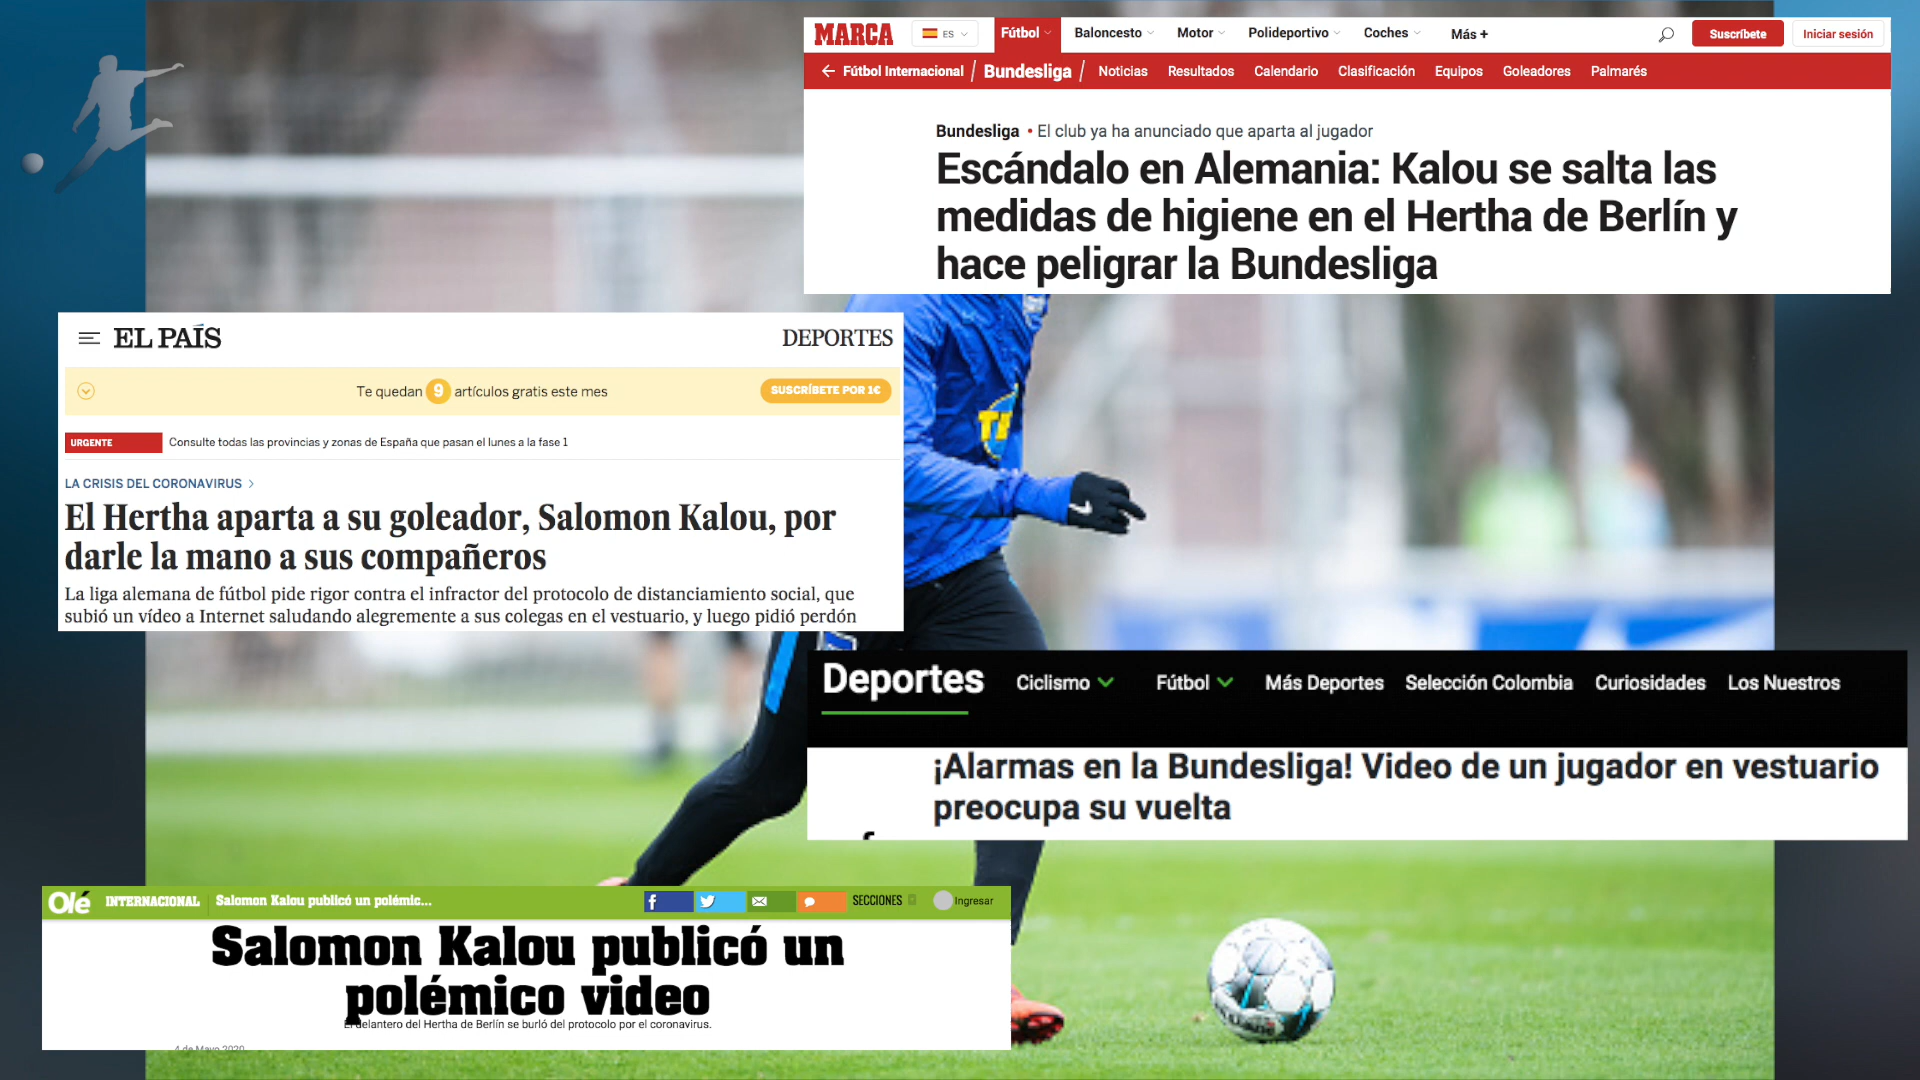 MARCA ES Fútbol Baloncesto Motor Polideportivo Coches Más + Suscríbete Iniciar sesión
Fútbol Internacional / Bundesliga / Noticias Resultados Calendario Clasificación Equipos Goleadores Palmarés
Bundesliga • El club ya ha anunciado que aparta al jugador
Escándalo en Alemania: Kalou se salta las
medidas de higiene en el Hertha de Berlín y
hace peligrar la Bundesliga
EL PAÍS DEPORTES
Te quedan 9 artículos gratis este mes SUSCRÍBETE POR 1€
URGENTE Consulte todas las provincias y zonas de España que pasan el lunes a la fase 1
LA CRISIS DEL CORONAVIRUS >
El Hertha aparta a su goleador, Salomon Kalou, por
darle la mano a sus compañeros
La liga alemana de fútbol pide rigor contra el infractor del protocolo de distanciamiento social, que
subió un vídeo a Internet saludando alegremente a sus colegas en el vestuario, y luego pidió perdón
Deportes Ciclismo Fútbol Más Deportes Selección Colombia Curiosidades Los Nuestros
¡Alarmas en la Bundesliga! Video de un jugador en vestuario
preocupa su vuelta
Olé INTERNACIONAL Salomon Kalou publicó un polémic... SECCIONES Ingresar
Salomon Kalou publicó un
polémico video
El delantero del Hertha de Berlín se burló del protocolo por el coronavirus.
4 de Mayo 2020